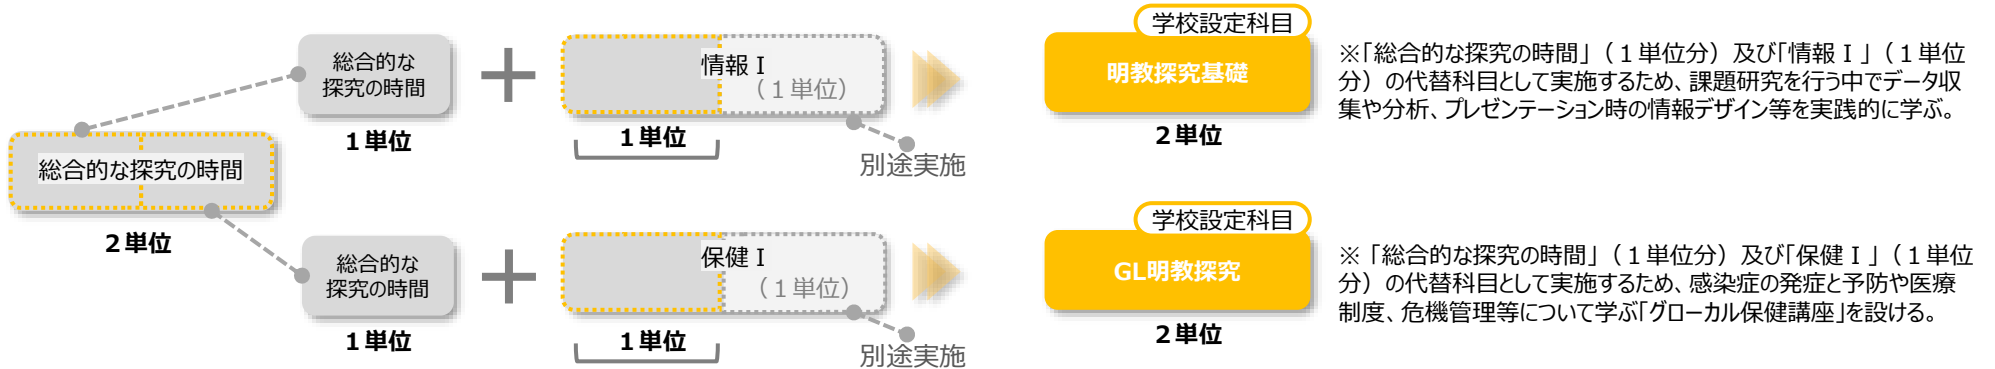 総合的な探究の時間
2単位
総合的な
探究の時間
1単位
情報Ⅰ
（1単位）
1単位
別途実施
学校設定科目
明教探究基礎
2単位
※「総合的な探究の時間」（1単位分）及び「情報Ⅰ」（1単位
分）の代替科目として実施するため、課題研究を行う中でデータ収
集や分析、プレゼンテーション時の情報デザイン等を実践的に学ぶ。
総合的な
探究の時間
1単位
保健Ⅰ
（1単位）
1単位
別途実施
学校設定科目
GL明教探究
2単位
※「総合的な探究の時間」（1単位分）及び「保健Ⅰ」（1単位
分）の代替科目として実施するため、感染症の発症と予防や医療
制度、危機管理等について学ぶ「グローカル保健講座」を設ける。